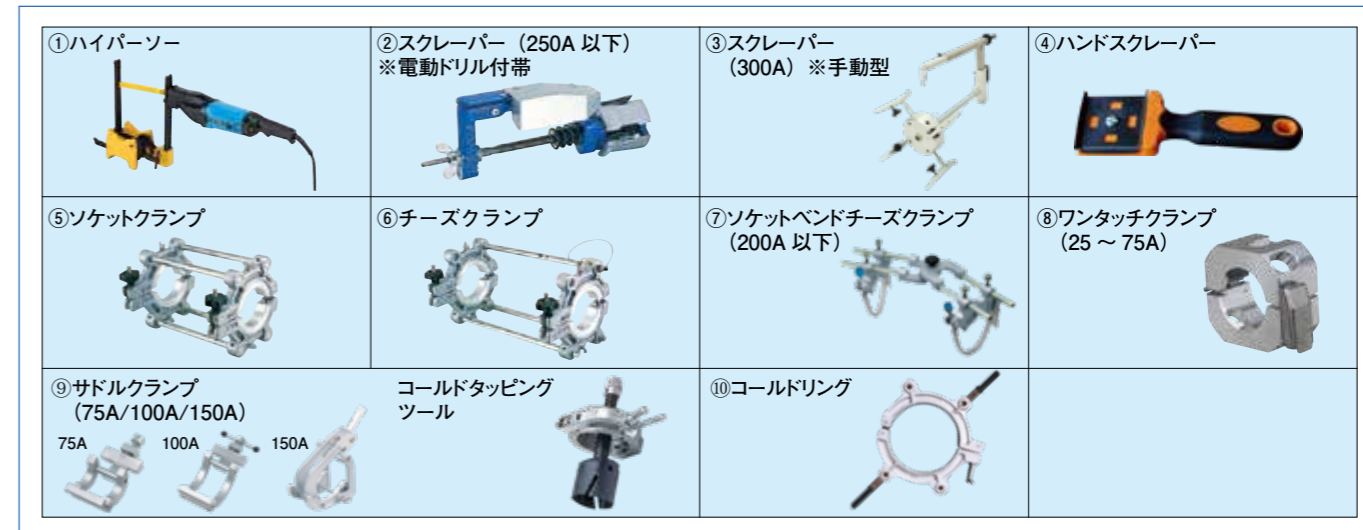 ①ハイパーソー
②スクレーパー（250A 以下）
※電動ドリル付帯
③スクレーパー
（300A）※手動型
④ハンドスクレーパー
⑤ソケットクランプ
⑥チーズクランプ
⑦ソケットベンドチーズクランプ
（200A 以下）
⑧ワンタッチクランプ
（25 ～ 75A）
⑨サドルクランプ
（75A/100A/150A）
75A
100A
150A
コールドタッピング
ツール
⑩コールドリング